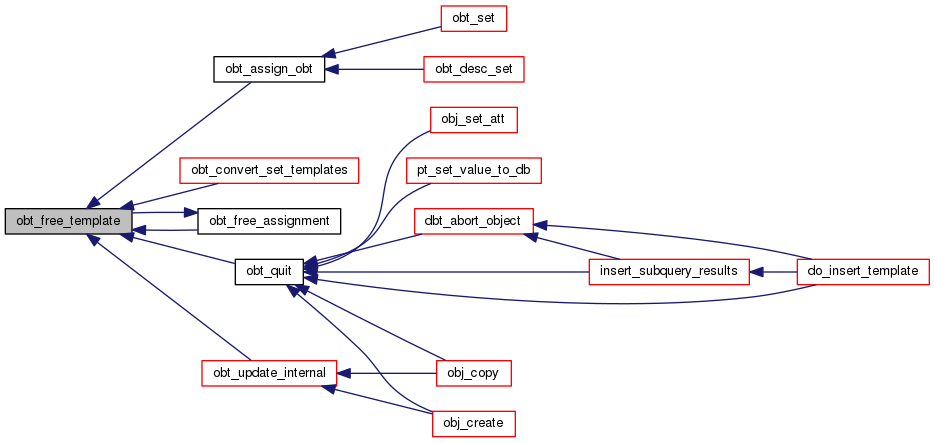 obt_set
obt_assign_obt
obt_desc_set
obj_set_att
obt_convert_set_templates
pt_set_value_to_db
obt_free_template
obt_free_assignment
dbt_abort_object
obt_quit
insert_subquery_results
do_insert_template
obt_update_internal
obj_copy
obj_create